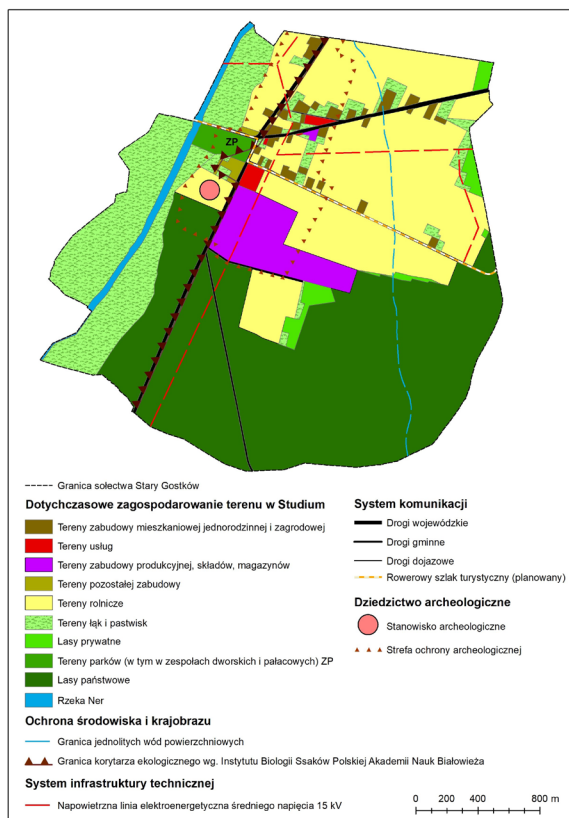 ZP
Granica sołectwa Stary Gostków
Dotychczasowe zagospodarowanie terenu w Studium
Tereny zabudowy mieszkaniowej jednorodzinnej i zagrodowej
Tereny usług
Tereny zabudowy produkcyjnej, składów, magazynów
Tereny pozostałej zabudowy
Tereny rolnicze
Tereny łąk i pastwisk
Lasy prywatne
Tereny parków (w tym w zespołach dworskich i pałacowych) ZP
Lasy państwowe
Rzeka Ner
Ochrona środowiska i krajobrazu
Granica jednolitych wód powierzchniowych
Granica korytarza ekologicznego wg. Instytutu Biologii Ssaków Polskiej Akademii Nauk Białowieża
System infrastruktury technicznej
Napowietrzna linia elektroenergetyczna średniego napięcia 15 kV
System komunikacji
Drogi wojewódzkie
Drogi gminne
Drogi dojazowe
Rowerowy szlak turystyczny (planowany)
Dziedzictwo archeologiczne
Stanowisko archeologiczne
Strefa ochrony archeologicznej
0 200 400 800 m